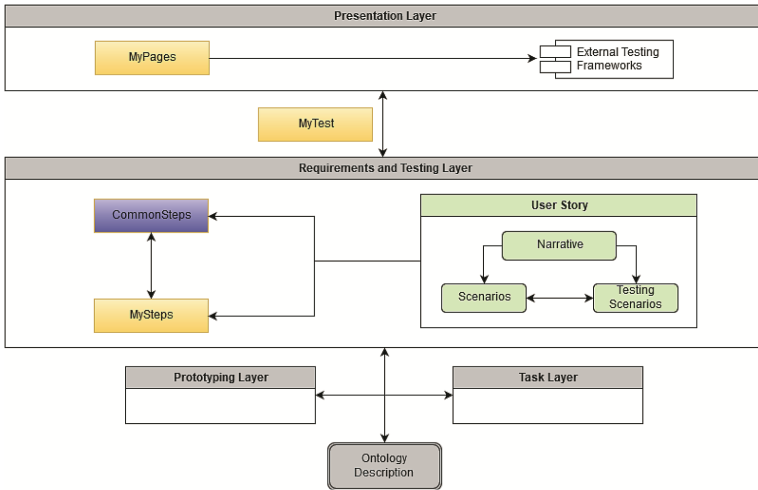 Presentation Layer
MyPages
External Testing
Frameworks
MyTest
Requirements and Testing Layer
CommonSteps
User Story
Narrative
Scenarios
Testing
Scenarios
MySteps
Prototyping Layer
Task Layer
Ontology
Description